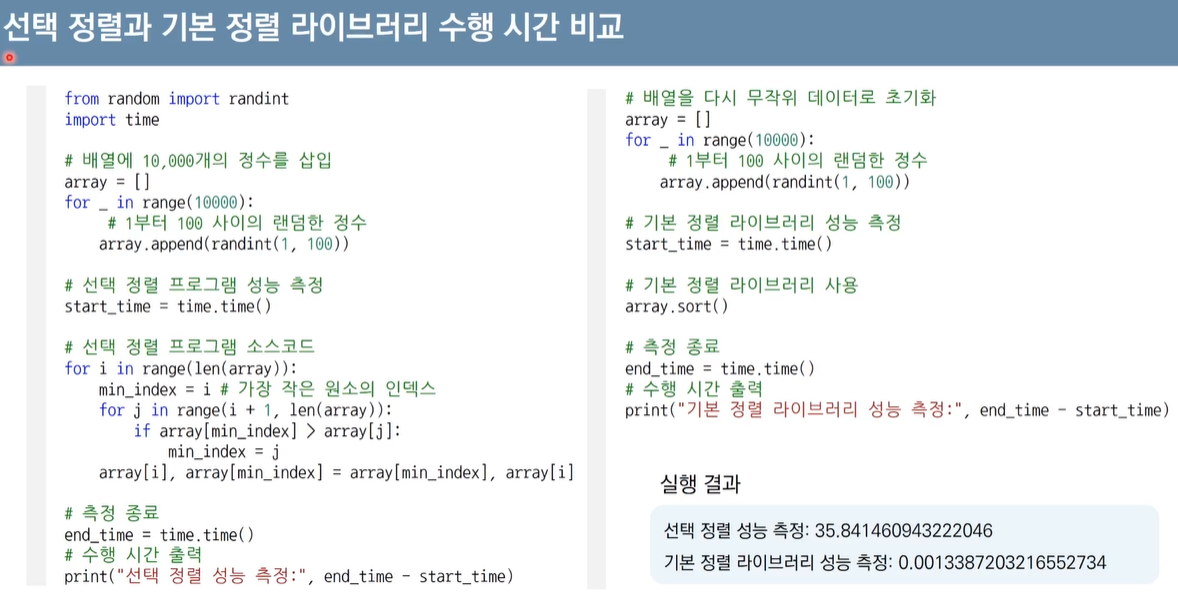 선택 정렬과 기본 정렬 라이브러리 수행 시간 비교
from random import randint
import time
# 배열에 10,000개의 정수를 삽입
array = []
for _ in range(10000):
# 1부터 100 사이의 랜덤한 정수
array.append(randint(1, 100))
# 선택 정렬 프로그램 성능 측정
start_time = time.time()
# 선택 정렬 프로그램 소스코드
for i in range(len(array)):
min_index = i # 가장 작은 원소의 인덱스
for j in range(i + 1, len(array)):
if array[min_index] > array[j]:
min_index = j
array[i], array[min_index] = array[min_index], array[i]
# 측정 종료
end_time = time.time()
# 수행 시간 출력
print("선택 정렬 성능 측정:", end_time - start_time)
# 배열을 다시 무작위 데이터로 초기화
array = []
for _ in range(10000):
# 1부터 100 사이의 랜덤한 정수
array.append(randint(1, 100))
# 기본 정렬 라이브러리 성능 측정
start_time = time.time()
# 기본 정렬 라이브러리 사용
array.sort()
# 측정 종료
end_time = time.time()
# 수행 시간 출력
print("기본 정렬 라이브러리 성능 측정:", end_time - start_time)
실행 결과
선택 정렬 성능 측정: 35.841460943222046
기본 정렬 라이브러리 성능 측정: 0.0013387203216552734